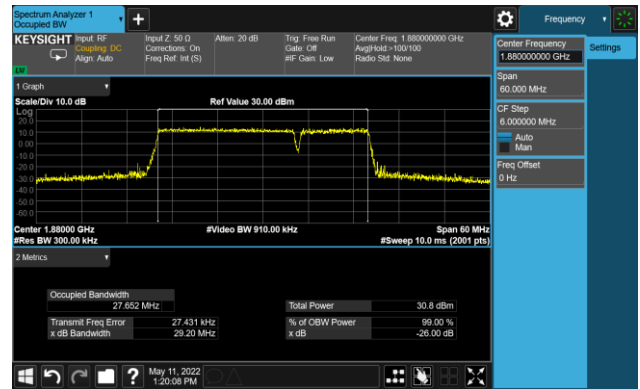 Spectrum Analyzer 1
Occupied BW
+
Frequency
KEYSIGHT
Input: RF
Coupling: DC
Align: Auto
Input Z: 50 Ω
Corrections: On
Freq Ref: Int (S)
Atten: 20 dB
Trig: Free Run
Gate: Off
#IF Gain: Low
Center Freq: 1.880000000 GHz
Avg|Hold:>100/100
Radio Std: None
LW
Center Frequency
1.880000000 GHz
Settings
Span
60.000 MHz
CF Step
6.000000 MHz
Auto
Man
Freq Offset
0 Hz
1 Graph
Scale/Div 10.0 dB
Ref Value 30.00 dBm
Log
20.0
10.0
0.00
-10.0
-20.0
-30.0
-40.0
-50.0
-60.0
Center 1.88000 GHz
#Video BW 910.00 kHz
Span 60 MHz
#Res BW 300.00 kHz
#Sweep 10.0 ms (2001 pts)
2 Metrics
Occupied Bandwidth
27.652 MHz
Total Power
30.8 dBm
Transmit Freq Error
27.431 kHz
% of OBW Power
99.00 %
x dB Bandwidth
29.20 MHz
x dB
-26.00 dB
?
May 11, 2022
1:20:08 PM